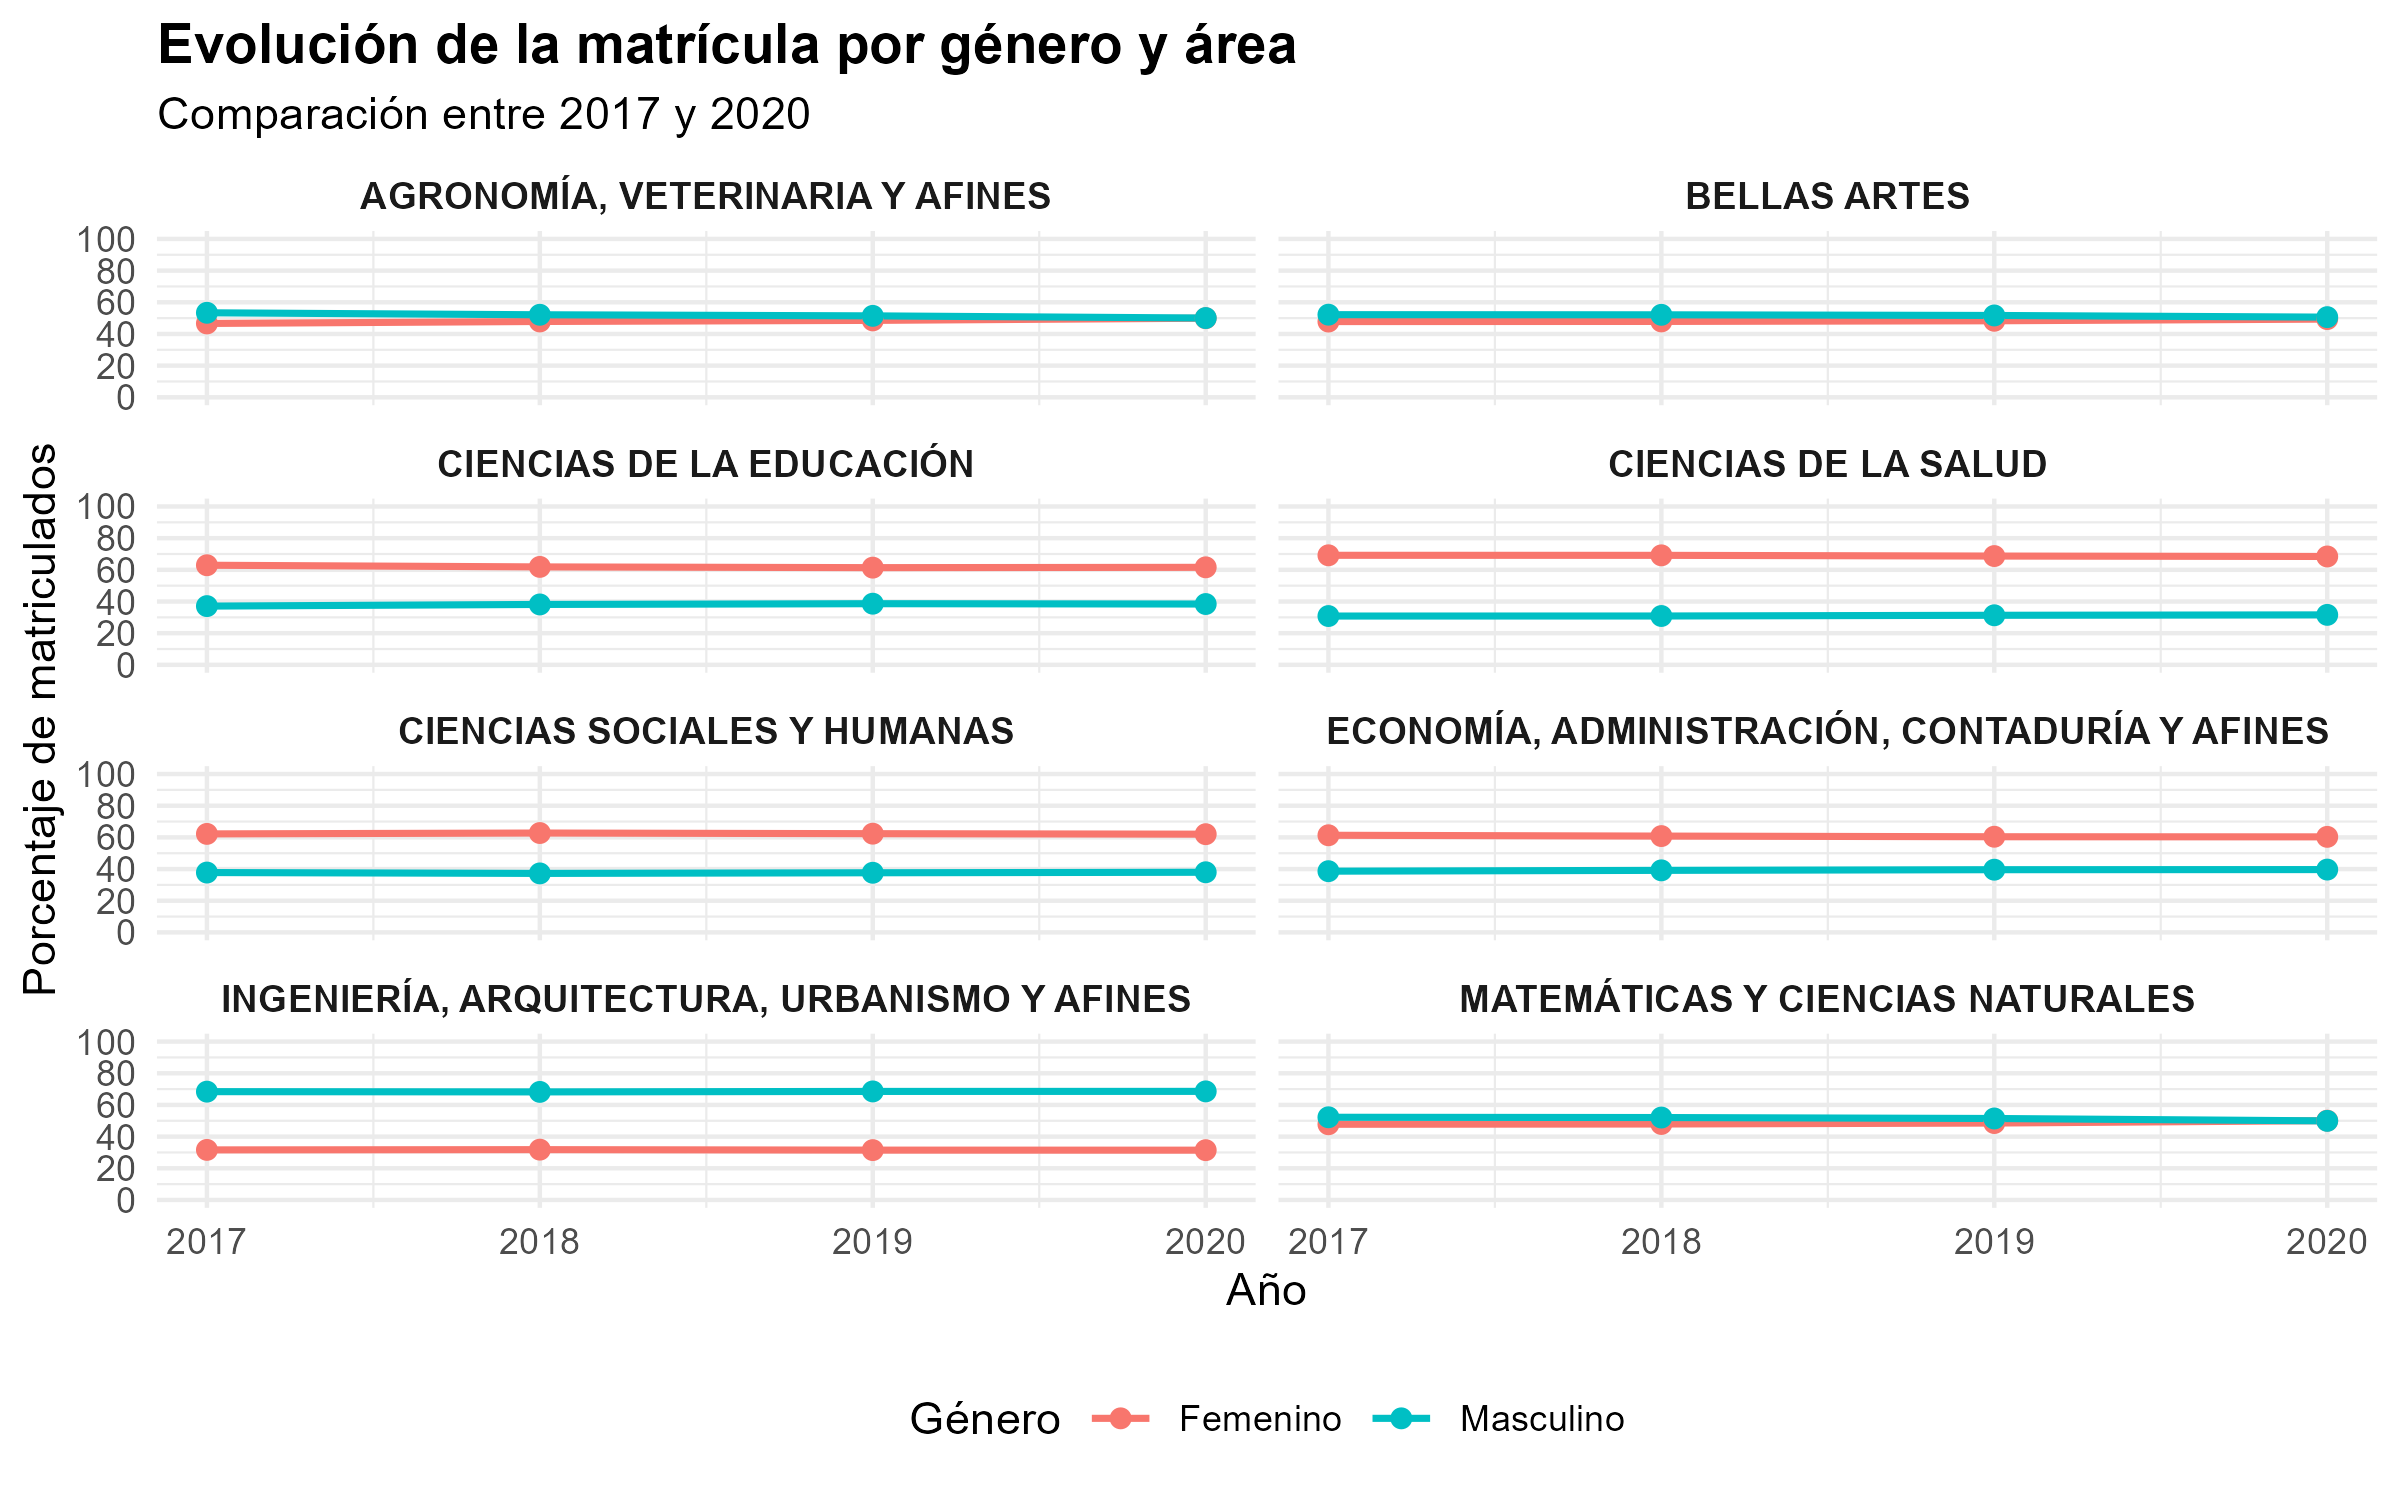 Evolución de la matrícula por género y área
Comparación entre 2017 y 2020
AGRONOMÍA, VETERINARIA Y AFINES
BELLAS ARTES
100
80
60
40
20
0
CIENCIAS DE LA EDUCACIÓN
CIENCIAS DE LA SALUD
100
80
60
40
20
0
Porcentaje de matriculados
CIENCIAS SOCIALES Y HUMANAS
ECONOMÍA, ADMINISTRACIÓN, CONTADURÍA Y AFINES
100
80
60
40
20
0
INGENIERÍA, ARQUITECTURA, URBANISMO Y AFINES
MATEMÁTICAS Y CIENCIAS NATURALES
100
80
60
40
20
0
2017 2018 2019 2020 2017 2018 2019 2020
Año
Género Femenino Masculino